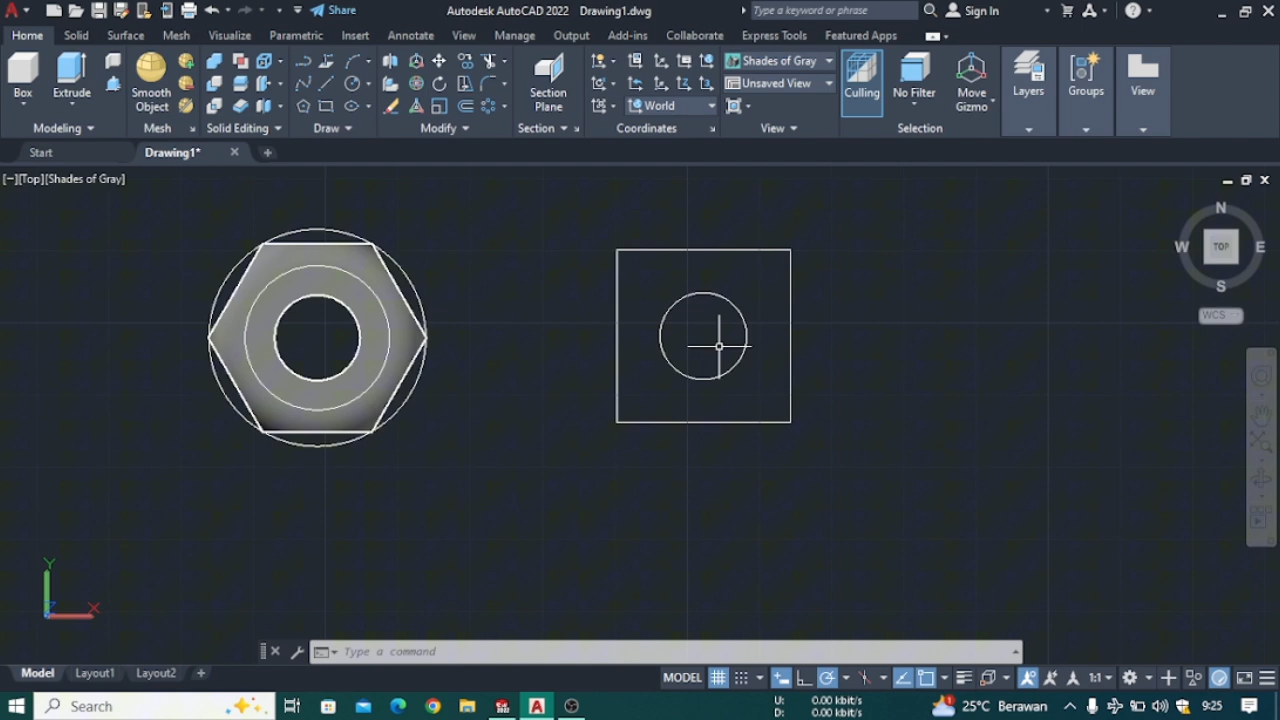 Share
Autodesk AutoCAD 2022 Drawing1.dwg
Type a keyword or phrase
Sign In
Home Solid Surface Mesh Visualize Parametric Insert Annotate View Manage Output Add-ins Collaborate Express Tools Featured Apps
Box
Extrude
Smooth
Object
Section
Plane
Shades of Gray
Unsaved View
World
Culling
No Filter
Move
Gizmo
Layers
Groups
View
Modeling Mesh Solid Editing Draw Modify Section Coordinates View Selection
Start Drawing1*
[−][Top][Shades of Gray]
N
W TOP E
S
WCS
Y
X
Type a command
Model Layout1 Layout2
MODEL
1:1
Search
U: 0.00 kbit/s
D: 0.00 kbit/s
1
25°C Berawan
9:25